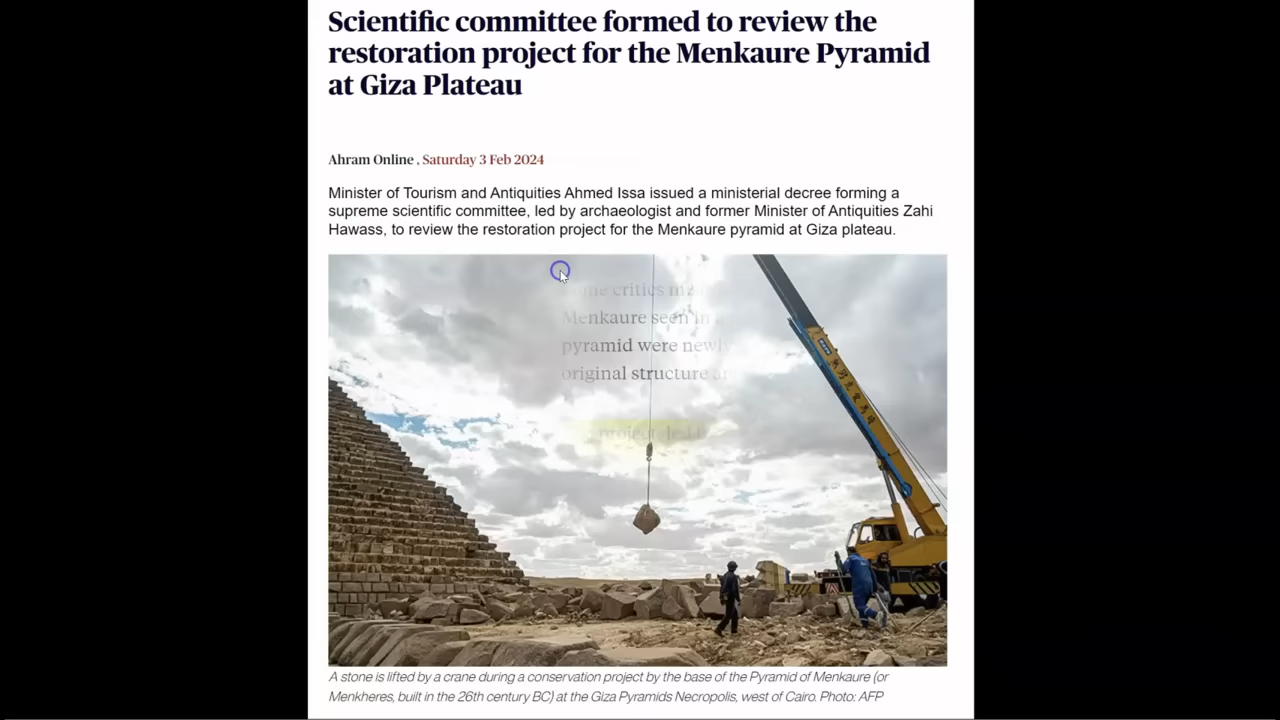 Scientific committee formed to review the
restoration project for the Menkaure Pyramid
at Giza Plateau
Ahram Online , Saturday 3 Feb 2024
Minister of Tourism and Antiquities Ahmed Issa issued a ministerial decree forming a
supreme scientific committee, led by archaeologist and former Minister of Antiquities Zahi
Hawass, to review the restoration project for the Menkaure pyramid at Giza plateau.
critics
Menkaure seen in
pyramid were newly
original structure
project, led
A stone is lifted by a crane during a conservation project by the base of the Pyramid of Menkaure (or
Menkheres, built in the 26th century BC) at the Giza Pyramids Necropolis, west of Cairo. Photo: AFP